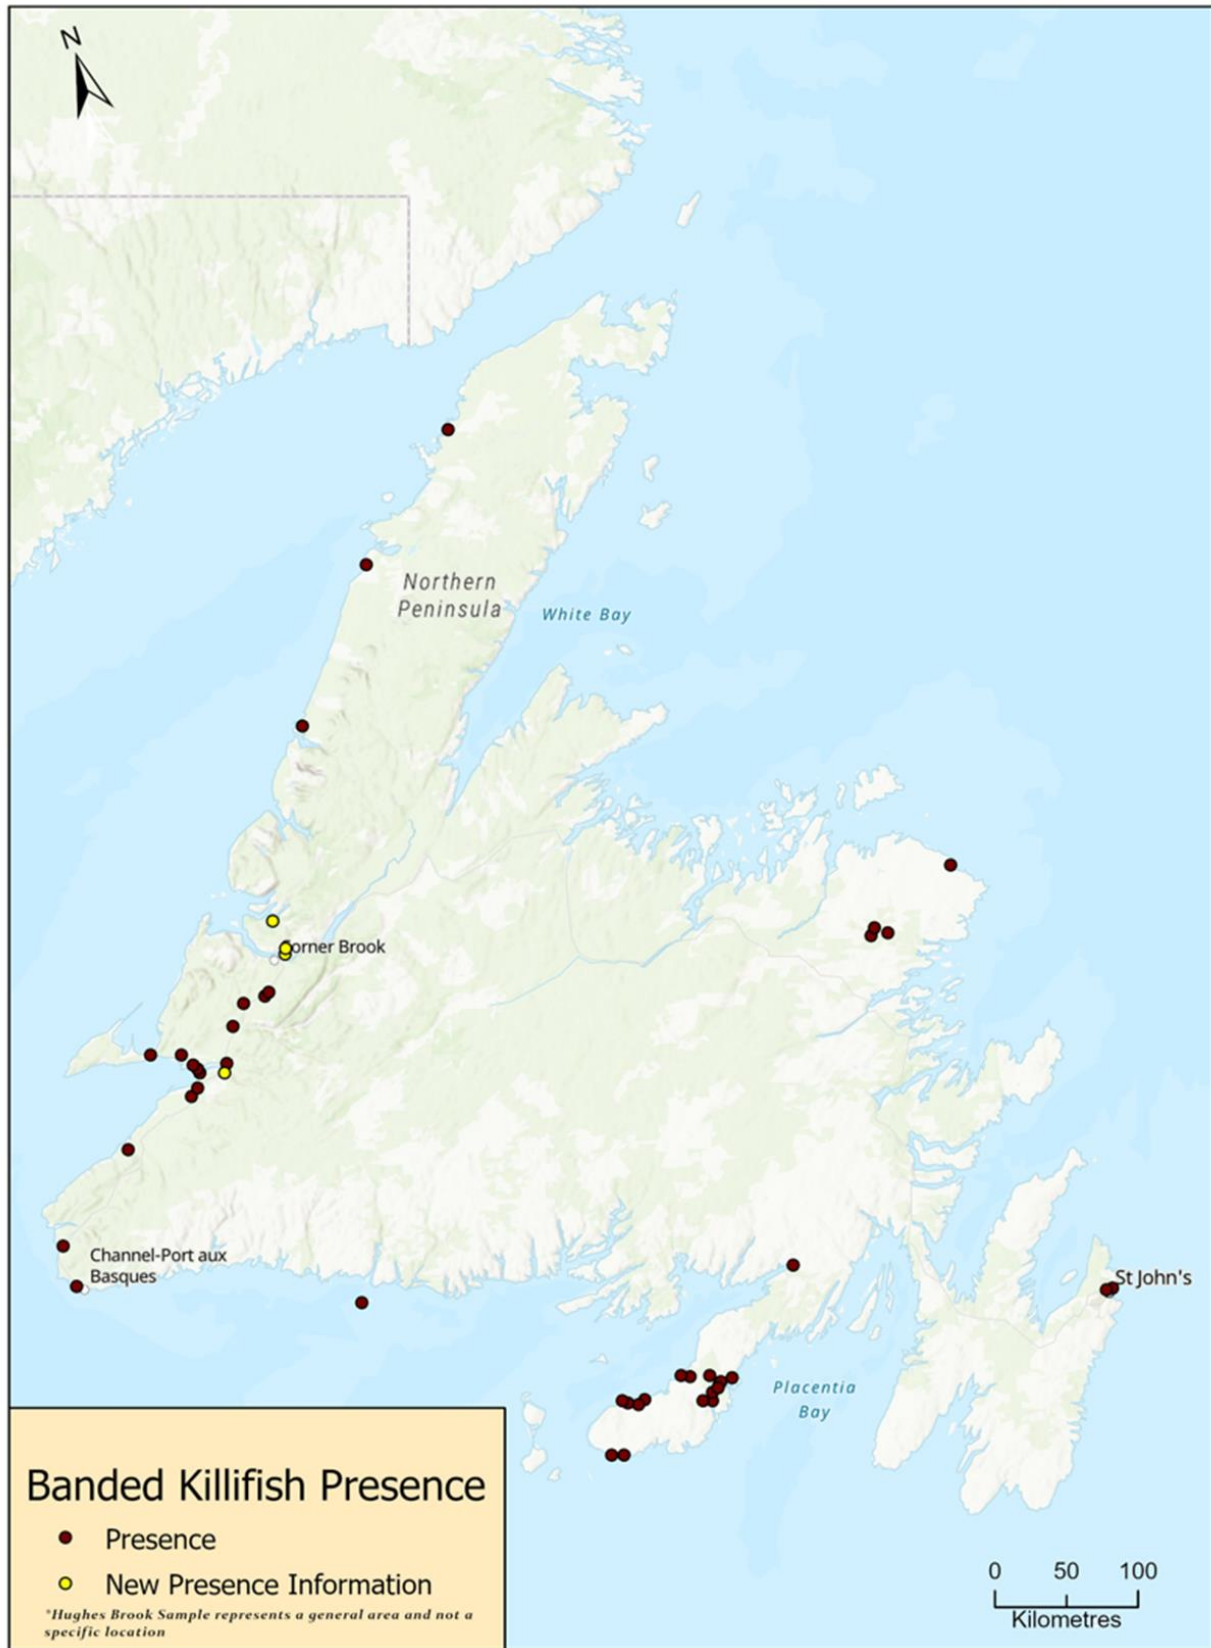 N
Northern
Peninsula
White Bay
Corner Brook
Channel-Port aux
Basques
St John's
Placentia
Bay
Banded Killifish Presence
Presence
New Presence Information
*Hughes Brook Sample represents a general area and not a
specific location
0 50 100
Kilometres